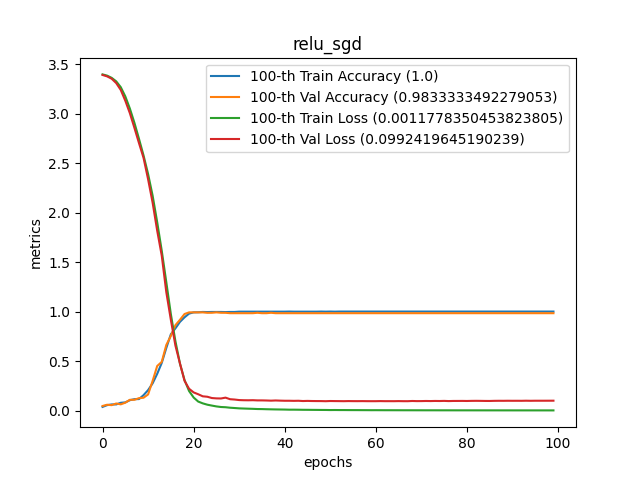 relu_sgd
3.5
3.0
2.5
2.0
1.5
1.0
0.5
0.0
metrics
100-th Train Accuracy (1.0)
100-th Val Accuracy (0.9833333492279053)
100-th Train Loss (0.0011778350453823805)
100-th Val Loss (0.0992419645190239)
0 20 40 60 80 100
epochs